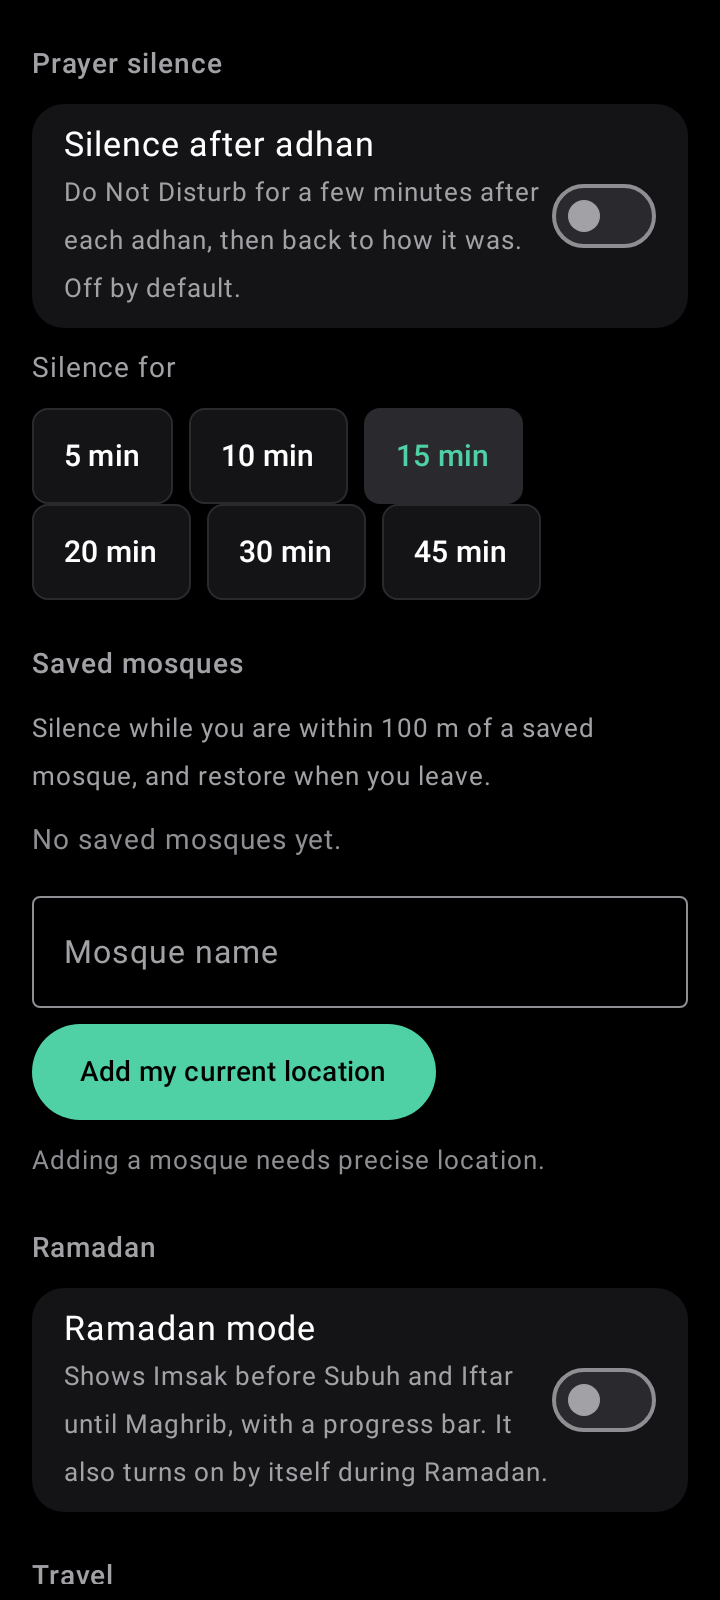 Prayer silence
Silence after adhan
Do Not Disturb for a few minutes after
each adhan, then back to how it was.
Off by default.
Silence for
5 min 10 min 15 min
20 min 30 min 45 min
Saved mosques
Silence while you are within 100 m of a saved
mosque, and restore when you leave.
No saved mosques yet.
Mosque name
Add my current location
Adding a mosque needs precise location.
Ramadan
Ramadan mode
Shows Imsak before Subuh and Iftar
until Maghrib, with a progress bar. It
also turns on by itself during Ramadan.
Travel